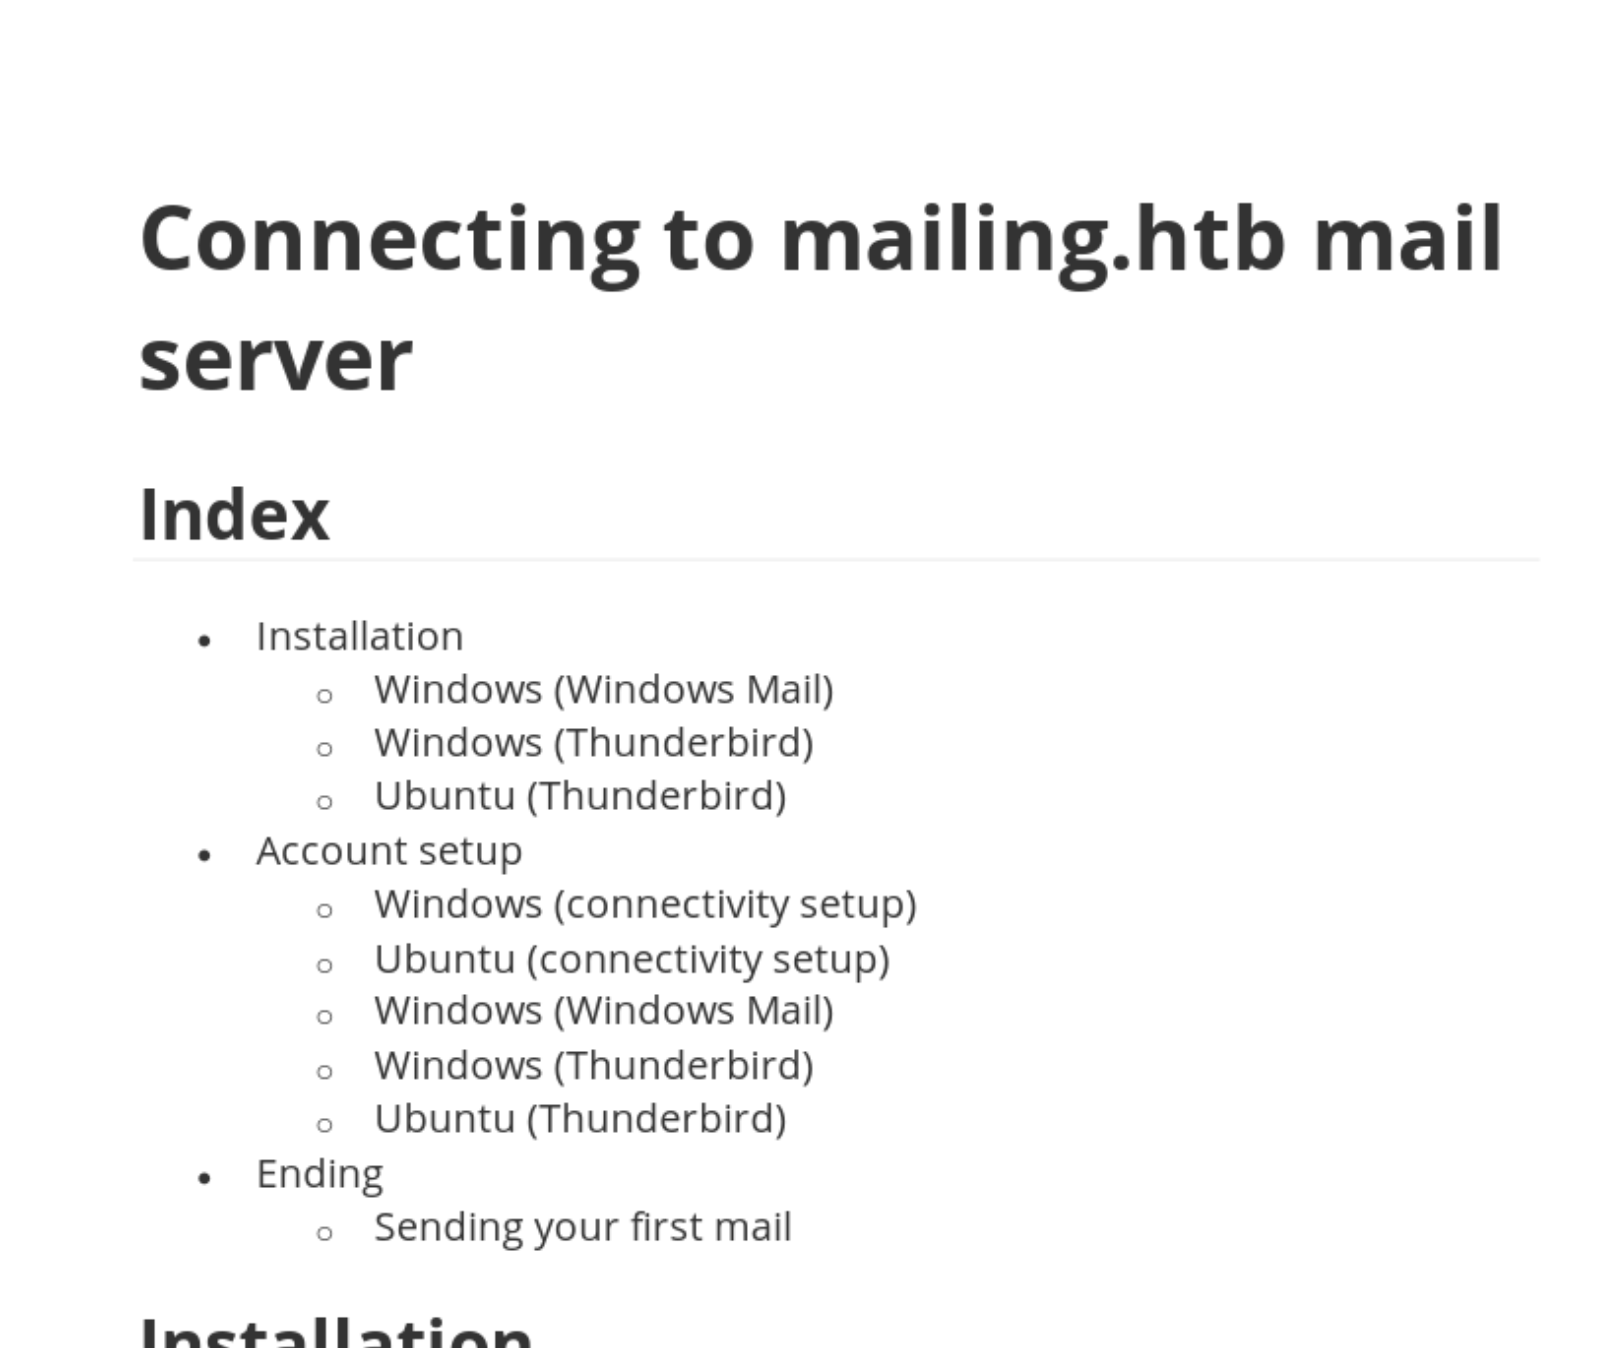 Connecting to mailing.htb mail
server
Index
• Installation
○ Windows (Windows Mail)
○ Windows (Thunderbird)
○ Ubuntu (Thunderbird)
• Account setup
○ Windows (connectivity setup)
○ Ubuntu (connectivity setup)
○ Windows (Windows Mail)
○ Windows (Thunderbird)
○ Ubuntu (Thunderbird)
• Ending
○ Sending your first mail
Installation